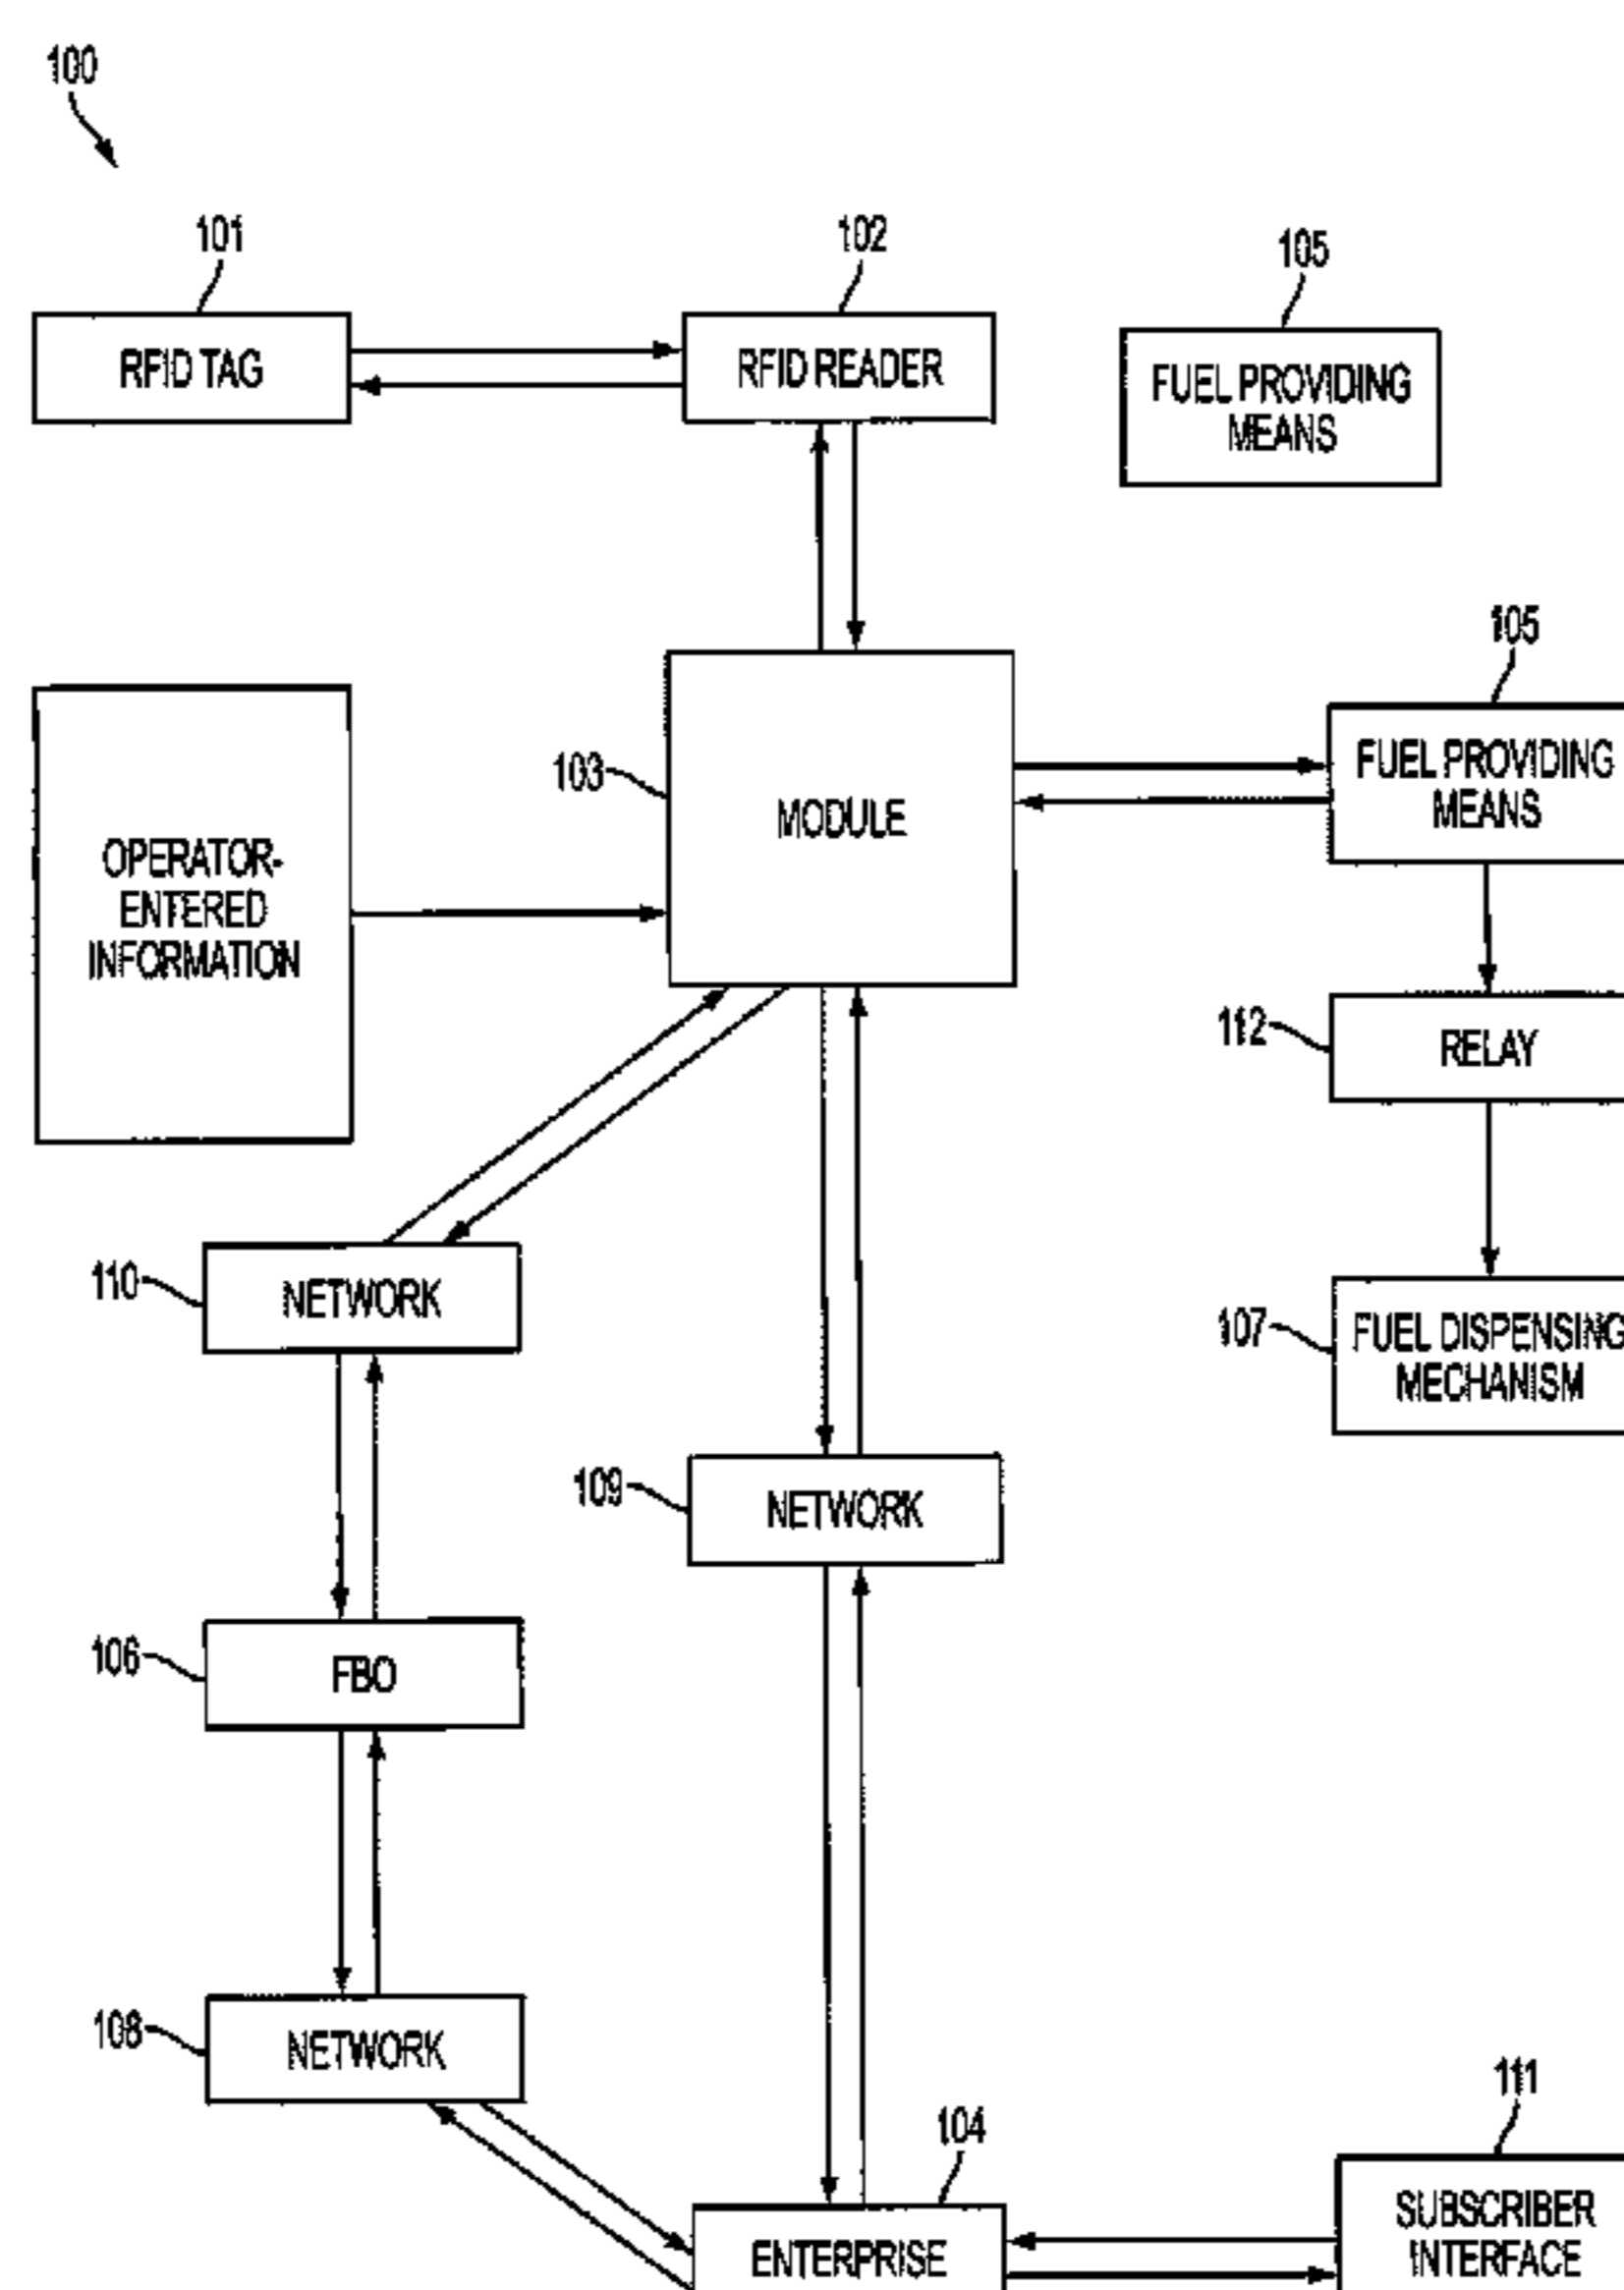 100
101
102
105
RFID TAG
RFID READER
FUEL PROVIDING
MEANS
105
103
MODULE
FUEL PROVIDING
MEANS
OPERATOR-
ENTERED
INFORMATION
112
RELAY
110
NETWORK
107
FUEL DISPENSING
MECHANISM
109
NETWORK
106
FBO
108
NETWORK
104
111
ENTERPRISE
SUBSCRIBER
INTERFACE